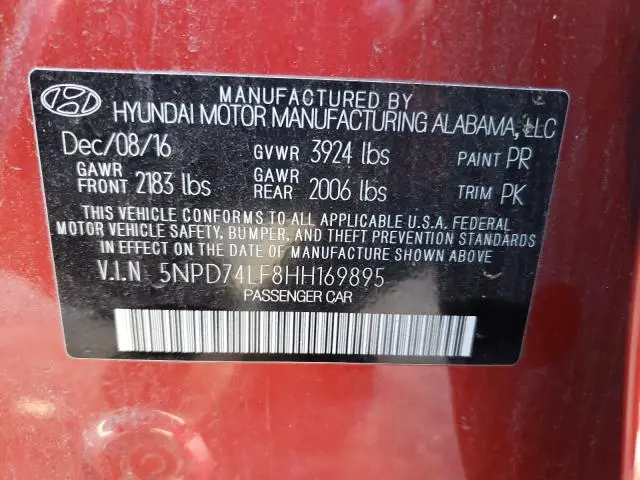 MANUFACTURED BY
HYUNDAI MOTOR MANUFACTURING ALABAMA, LLC
Dec/08/16 GVWR 3924 lbs PAINT PR
GAWR FRONT 2183 lbs GAWR REAR 2006 lbs TRIM PK
THIS VEHICLE CONFORMS TO ALL APPLICABLE U.S.A. FEDERAL
MOTOR VEHICLE SAFETY, BUMPER, AND THEFT PREVENTION STANDARDS
IN EFFECT ON THE DATE OF MANUFACTURE SHOWN ABOVE
V.I.N 5NPD74LF8HH169895
PASSENGER CAR